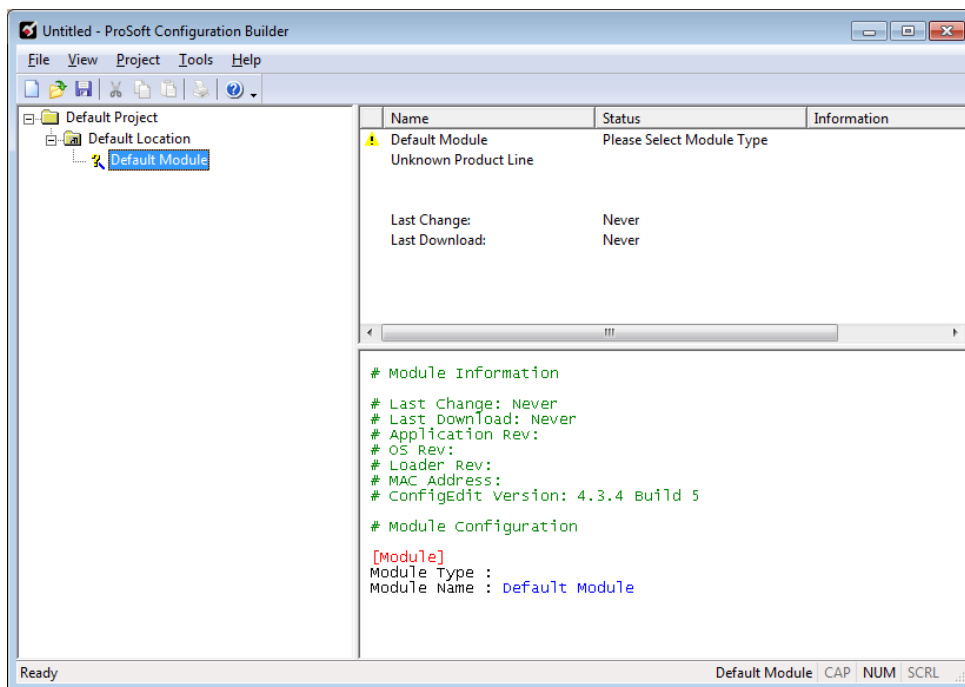 Untitled - ProSoft Configuration Builder
File View Project Tools Help
Default Project
Default Location
Default Module
Name Status Information
Default Module Please Select Module Type
Unknown Product Line
Last Change: Never
Last Download: Never
# Module Information
# Last Change: Never
# Last Download: Never
# Application Rev:
# OS Rev:
# Loader Rev:
# MAC Address:
# ConfigEdit Version: 4.3.4 Build 5
# Module Configuration
[Module]
Module Type :
Module Name : Default Module
Ready Default Module CAP NUM SCRL